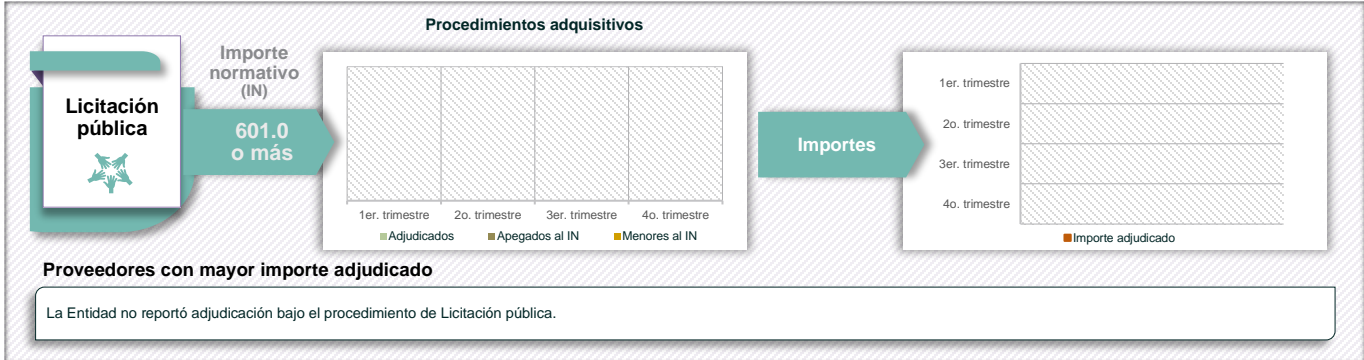 Procedimientos adquisitivos
Licitación
pública
Importe
normativo
(IN)
601.0
o más
1er. trimestre 2o. trimestre 3er. trimestre 4o. trimestre
Adjudicados Apegados al IN Menores al IN
Importes
1er. trimestre
2o. trimestre
3er. trimestre
4o. trimestre
Importe adjudicado
Proveedores con mayor importe adjudicado
La Entidad no reportó adjudicación bajo el procedimiento de Licitación pública.